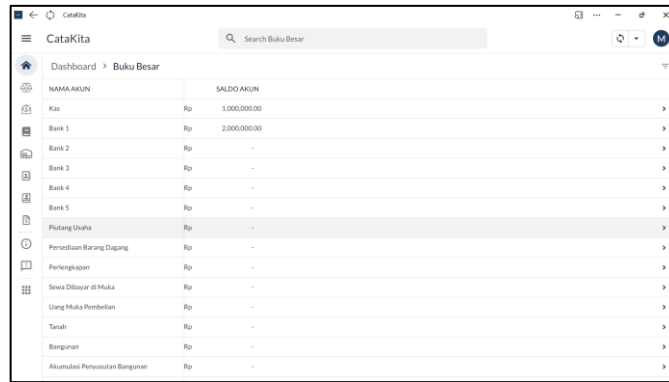 CataKita
CataKita
Search Buku Besar
M
Dashboard > Buku Besar
NAMA AKUN SALDO AKUN
Kas Rp 1,000,000.00
Bank 1 Rp 2,000,000.00
Bank 2 Rp -
Bank 3 Rp -
Bank 4 Rp -
Bank 5 Rp -
Piutang Usaha Rp -
Persediaan Barang Dagang Rp -
Perlengkapan Rp -
Sewa Dibayar di Muka Rp -
Uang Muka Pembelian Rp -
Tanah Rp -
Bangunan Rp -
Akumulasi Penyusutan Bangunan Rp -